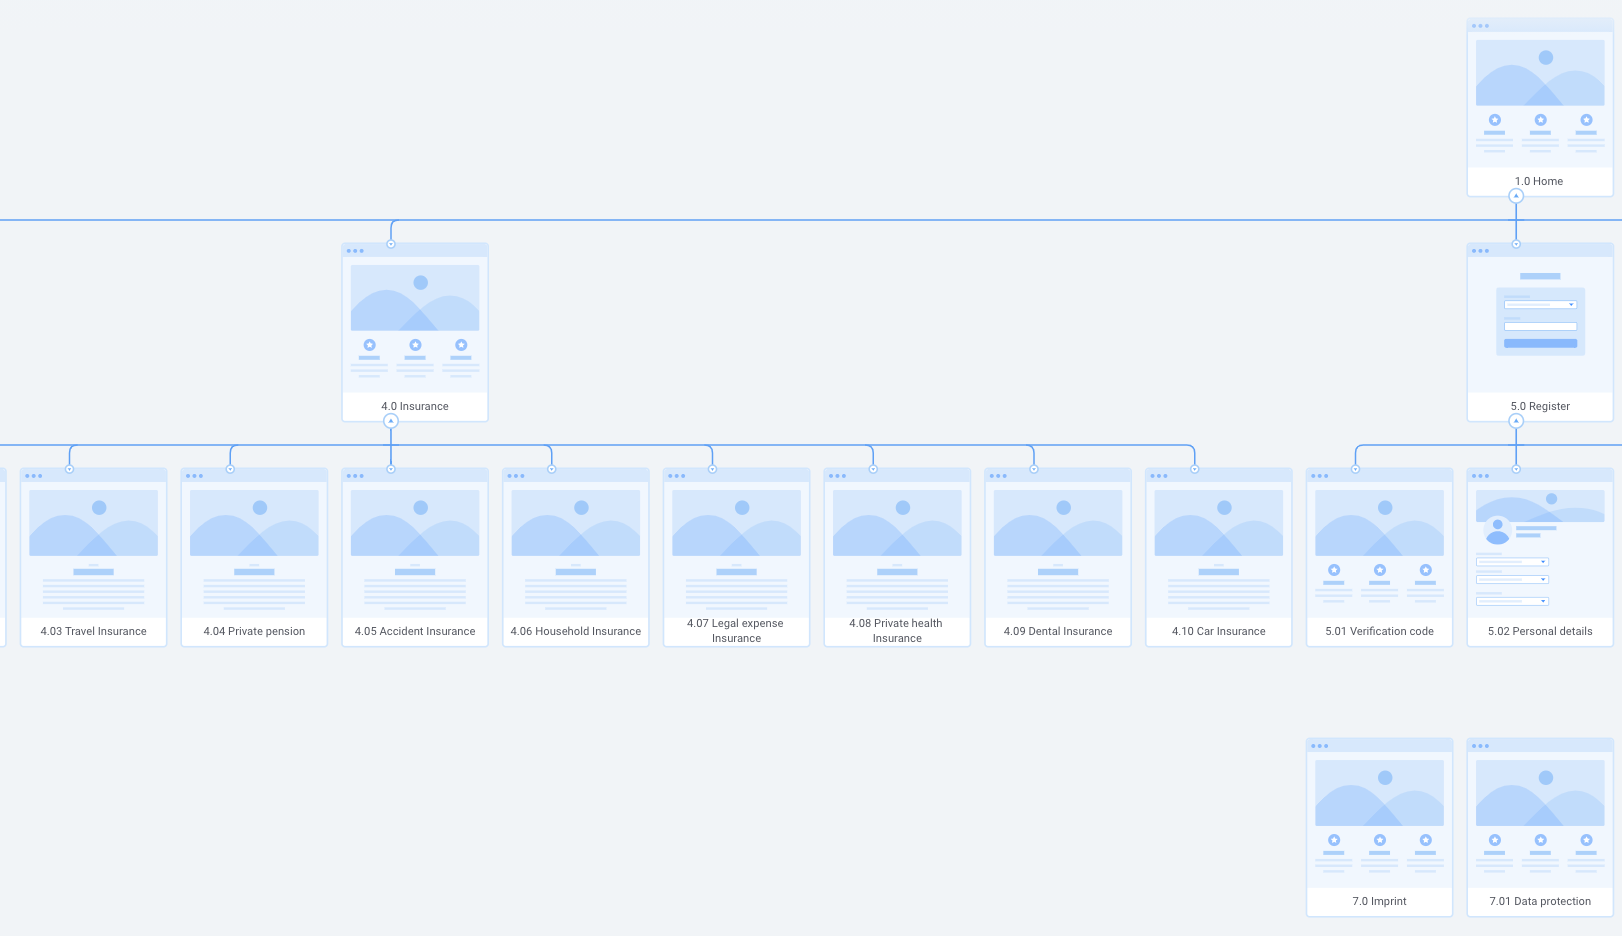 1.0 Home
4.0 Insurance
5.0 Register
4.03 Travel Insurance
4.04 Private pension
4.05 Accident Insurance
4.06 Household Insurance
4.07 Legal expense
Insurance
4.08 Private health
Insurance
4.09 Dental Insurance
4.10 Car Insurance
5.01 Verification code
5.02 Personal details
7.0 Imprint
7.01 Data protection